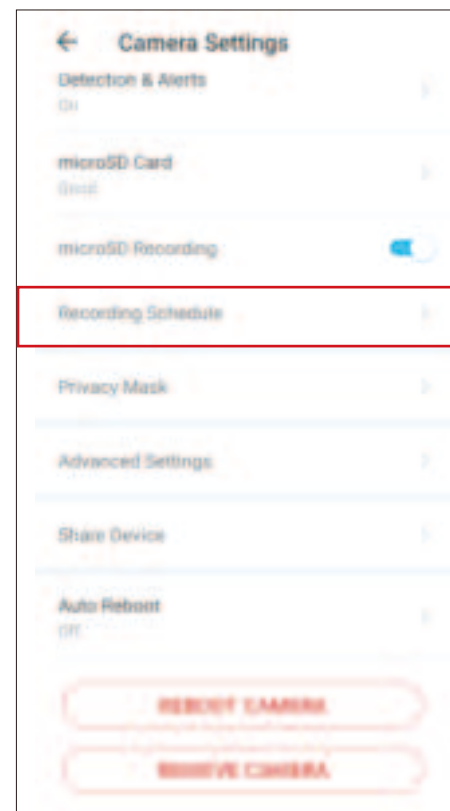 Camera Settings
Detection & Alerts
On
microSD Card
Good
microSD Recording
Recording Schedule
Privacy Mask
Advanced Settings
Share Device
Auto Reboot
Off
REBOOT CAMERA
REMOVE CAMERA